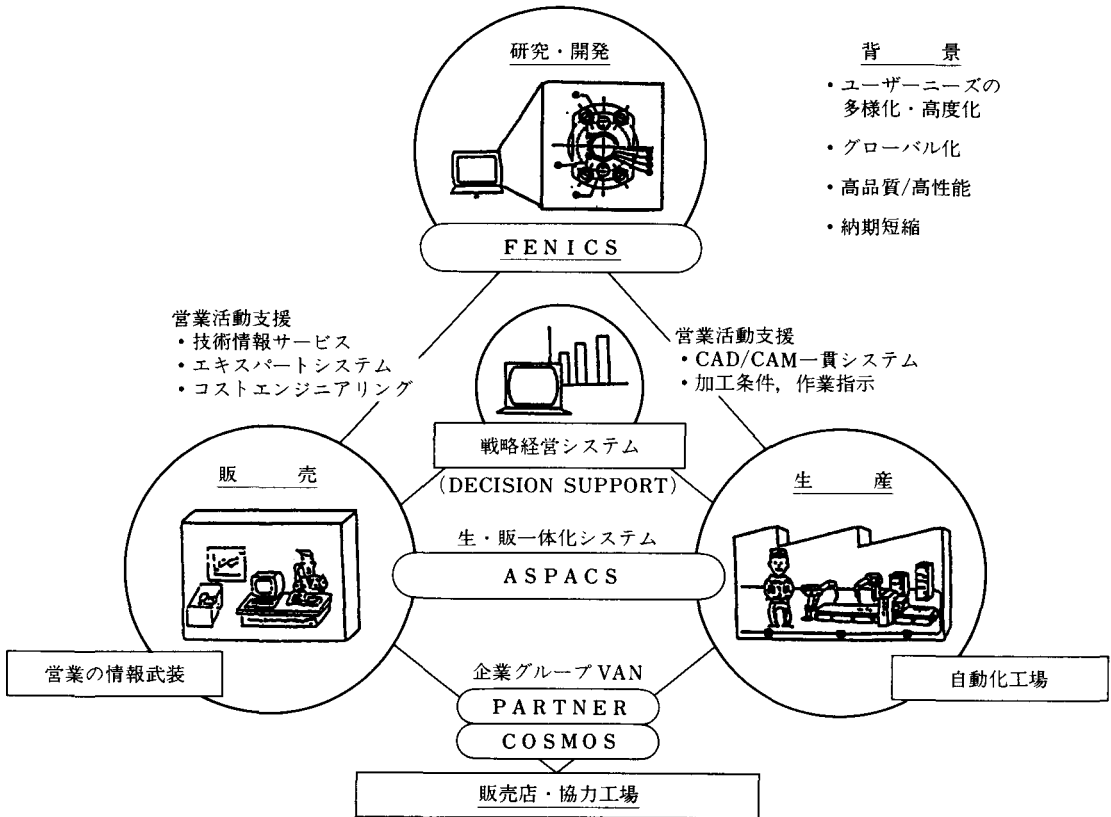 研究・開発
FENICS
背景
・ユーザーニーズの
多様化・高度化
・グローバル化
・高品質/高性能
・納期短縮
営業活動支援
・技術情報サービス
・エキスパートシステム
・コストエンジニアリング
営業活動支援
・CAD/CAM一貫システム
・加工条件，作業指示
戦略経営システム
(DECISION SUPPORT)
販売
生産
生・販一体化システム
ASPACS
営業の情報武装
自動化工場
企業グループVAN
PARTNER
COSMOS
販売店・協力工場